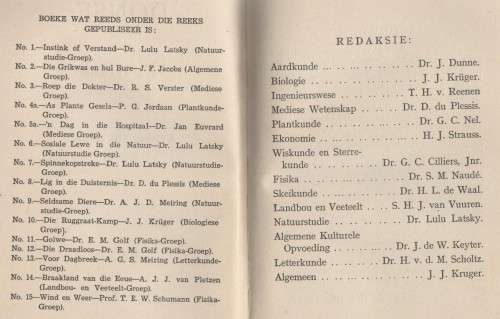 BOEKE WAT REEDS ONDER DIE REEKS
GEPUBLISEER IS:
No. 1.—Instink of Verstand—Dr. Lulu Latsky (Natuur-
studie-Groep).
No. 2.—Die Grikwas en hul Bure—J. F. Jacobs (Algemene
Groep).
No. 3.—Roep die Dokter—Dr. R. S. Verster (Mediese
Groep).
No. 4a.—As Plante Gesels—P. G. Jordaan (Plantkunde-
Groep).
No. 5a.—'n Dag in die Hospitaal—Dr. Jan Euvrard
(Mediese Groep).
No. 6.—Sosiale Lewe in die Natuur—Dr. Lulu Latsky
(Natuurstudie Groep).
No. 7.—Spinnekopstreke—Dr. Lulu Latsky (Natuurstudie-
Groep).
No. 8.—Lig in die Duisternis—Dr. D. du Plessis (Mediese
Groep).
No. 9.—Seldsame Diere—Dr. A. J. D. Meiring (Natuur-
studie-Groep).
No. 10.—Die Ruggraat-Kamp—J. J. Krüger (Biologiese
Groep).
No. 11.—Golwe—Dr. E. M. Golf (Fisika-Groep).
No. 12.—Die Draadloos—Dr. E. M. Golf (Fisika-Groep).
No. 13.—Voor Dagbreek—A. G. S. Meiring (Letterkunde-
Groep).
No. 14.—Braakland van die Eeue—A. J. J. van Pletzen
(Landbou- en Veeteelt-Groep).
No. 15—Wind en Weer—Prof. T. E. W. Schumann (Fisika-
Groep).
REDAKSIE:
Aardkunde ... Dr. J. Dunne.
Biologie ... J. J. Krüger.
Ingenieurswese ... T. H. v. Reenen
Mediese Wetenskap .. Dr. D. du Plessis.
Plantkunde ... Dr. G. C. Nel.
Ekonomie ... H. J. Strauss.
Wiskunde en Sterre-
kunde ... Dr. G. C. Cilliers, Jnr.
Fisika ... Dr. S. M. Naudé.
Skeikunde ... Dr. H. L. de Waal.
Landbou en Veeteelt .. S. H. J. van Vuuren.
Natuurstudie ... Dr. Lulu Latsky.
Algemene Kulturele
Opvoeding ... Dr. J. de W. Keyter.
Letterkunde ... Dr. H. v. d. M. Scholtz.
Algemeen ... J. J. Kruger.